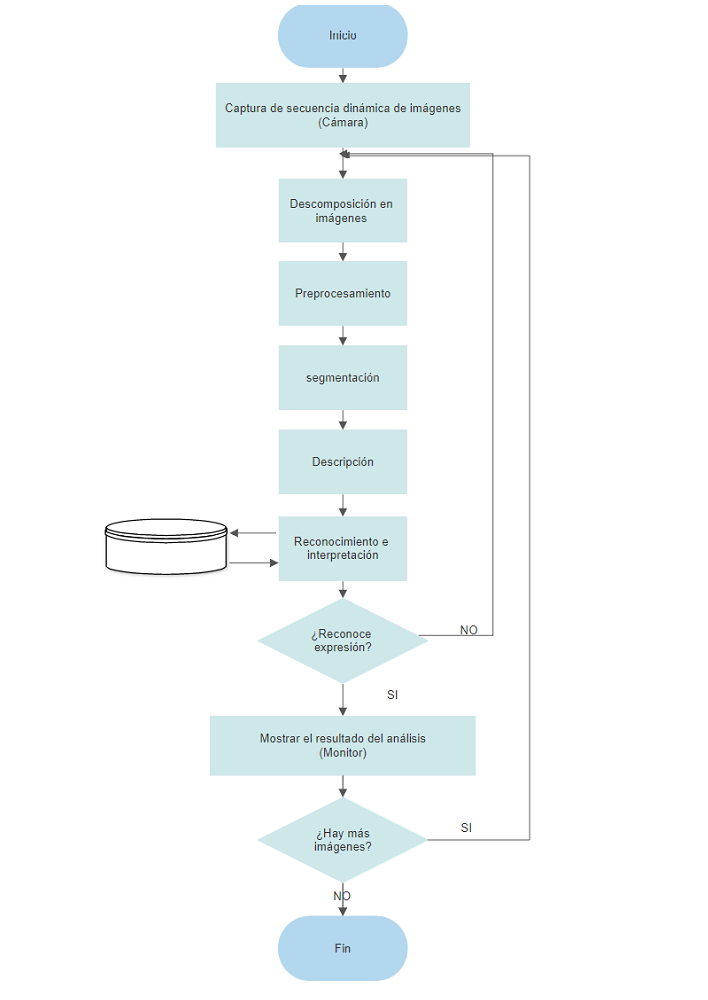 Inicio
Captura de secuencia dinámica de imágenes
(Cámara)
Descomposición en
imágenes
Preprocesamiento
segmentación
Descripción
Reconocimiento e
interpretación
¿Reconoce
expresión?
NO
SI
Mostrar el resultado del análisis
(Monitor)
¿Hay más
imágenes?
SI
NO
Fin